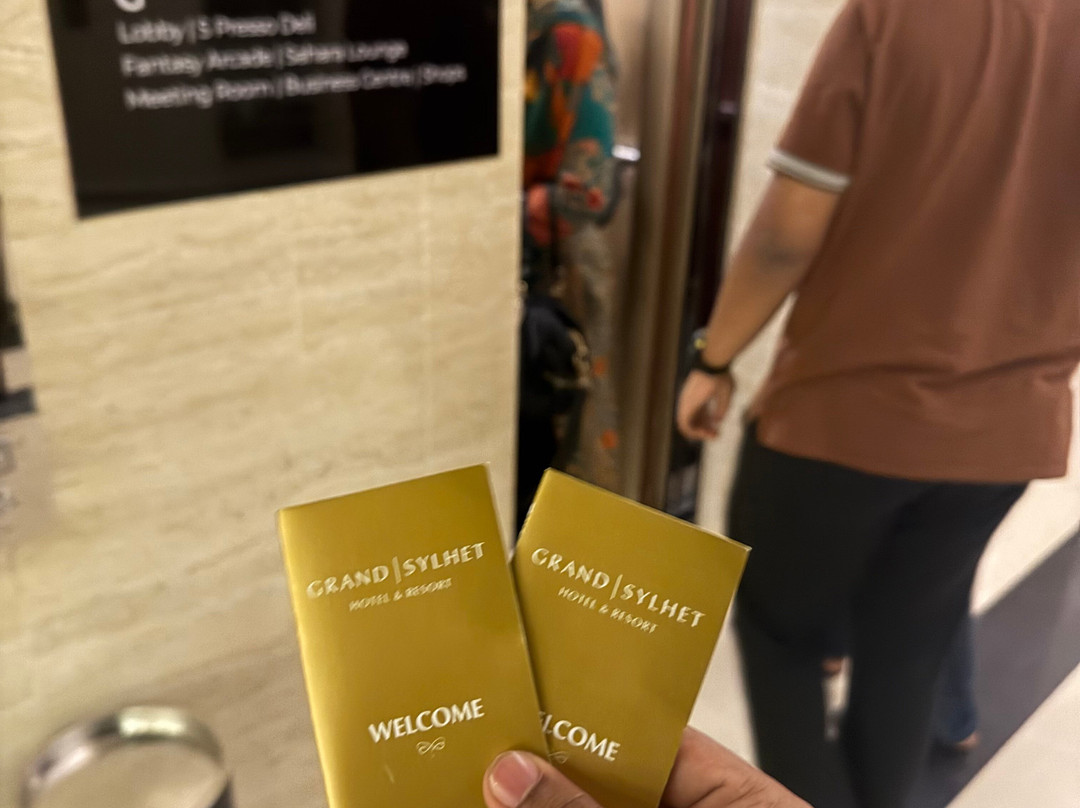 G
Lobby | S Presso Deli
Fantasy Arcade | Sahara Lounge
Meeting Room | Business Centre | Shops
GRAND | SYLHET
HOTEL & RESORT
WELCOME
GRAND | SYLHET
HOTEL & RESORT
ELCOME